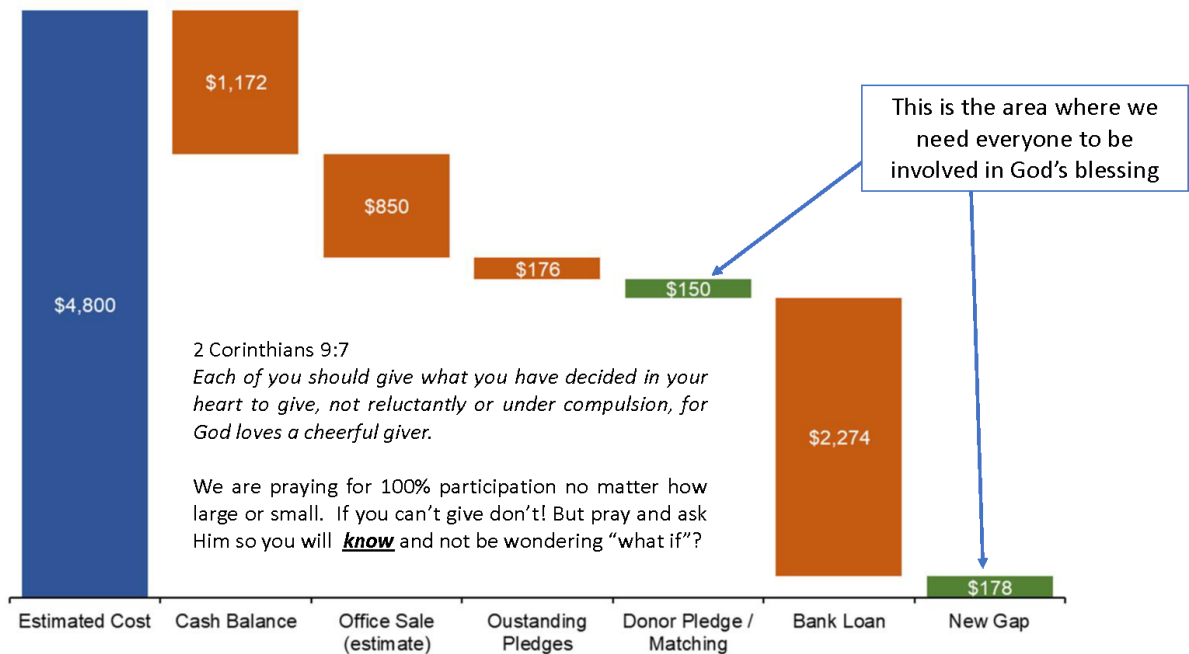 $1,172
This is the area where we
need everyone to be
involved in God's blessing
$850
$176
$150
$4,800
2 Corinthians 9:7
Each of you should give what you have decided in your
heart to give, not reluctantly or under compulsion, for
God loves a cheerful giver.
$2,274
We are praying for 100% participation no matter how
large or small. If you can't give don't! But pray and ask
Him so you will know and not be wondering “what if”?
$178
Estimated Cost
Cash Balance
Office Sale
(estimate)
Oustanding
Pledges
Donor Pledge /
Matching
Bank Loan
New Gap